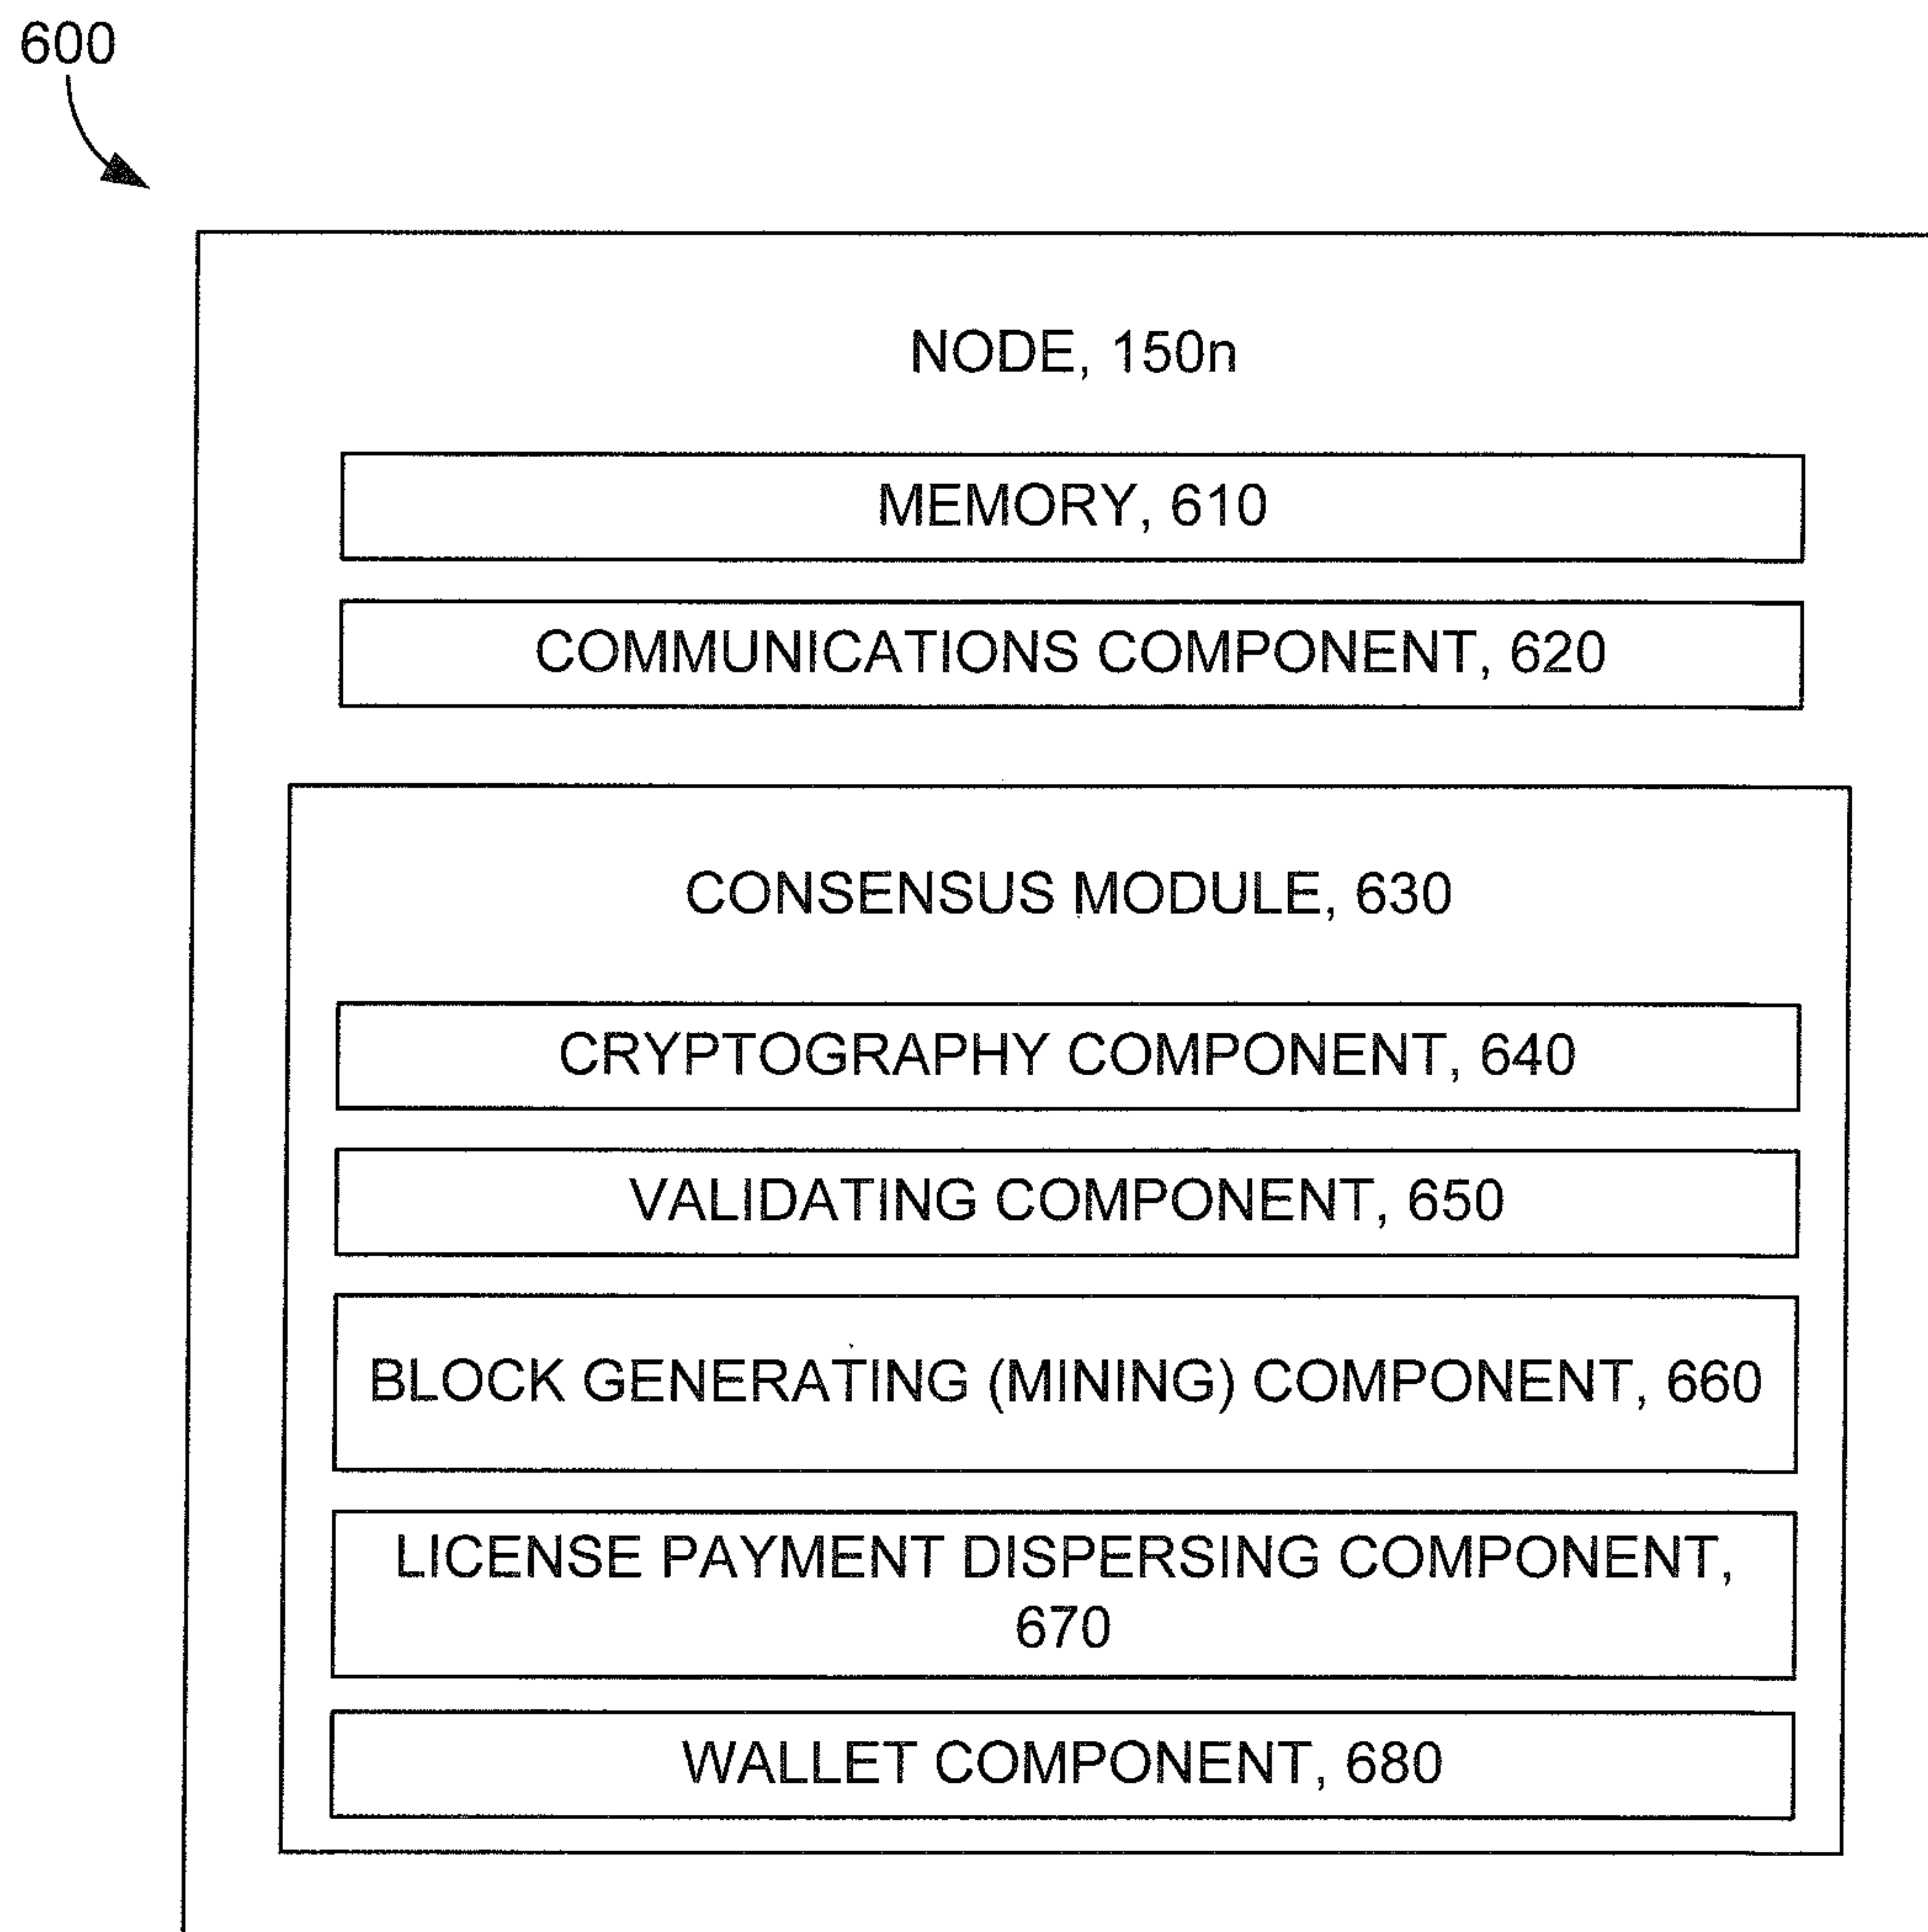 600
NODE, 150n
MEMORY, 610
COMMUNICATIONS COMPONENT, 620
CONSENSUS MODULE, 630
CRYPTOGRAPHY COMPONENT, 640
VALIDATING COMPONENT, 650
BLOCK GENERATING (MINING) COMPONENT, 660
LICENSE PAYMENT DISPERSING COMPONENT,
670
WALLET COMPONENT, 680